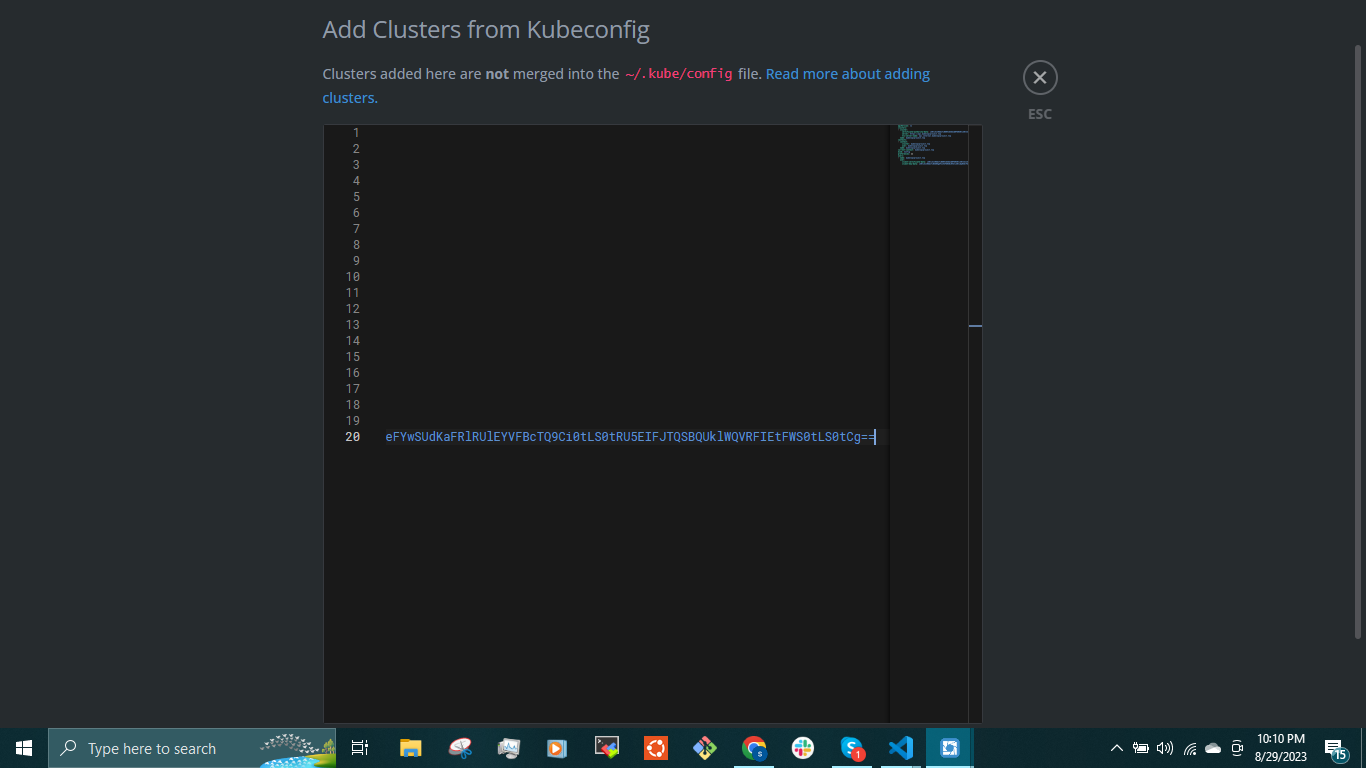 Add Clusters from Kubeconfig
Clusters added here are not merged into the ~/.kube/config file. Read more about adding
clusters.
ESC
1
2
3
4
5
6
7
8
9
10
11
12
13
14
15
16
17
18
19
20 eFYwSUdKaFRlRUlEYVFBcTQ9Ci0tLS0tRU5EIFJTQSBQUklWQVRFIEtFWS0tLS0tCg==
Type here to search
S
1
10:10 PM
8/29/2023
15